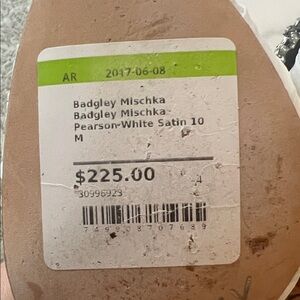 AR 2017-06-08
Badgley Mischka
Badgley Mischka
Pearson-White Satin 10
M
$225.00
30996923